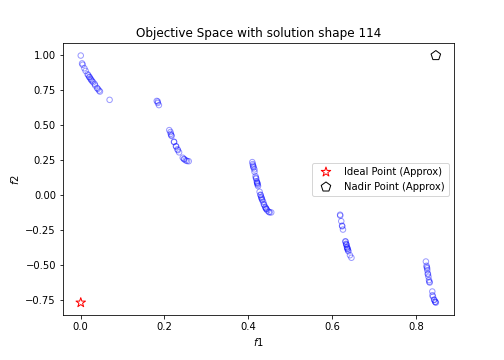 Objective Space with solution shape 114
1.00
0.75
0.50
0.25
0.00
−0.25
−0.50
−0.75
f2
Ideal Point (Approx)
Nadir Point (Approx)
0.0 0.2 0.4 0.6 0.8
f1